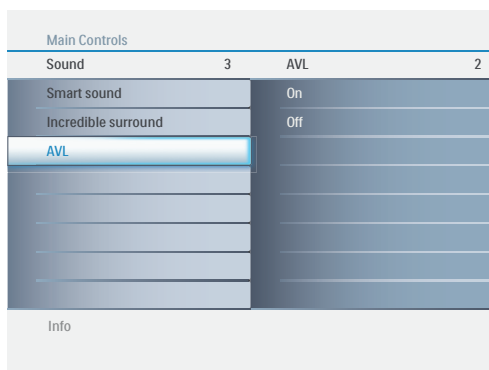 Main Controls
Sound 3 AVL 2
Smart sound On
Incredible surround Off
AVL
Info